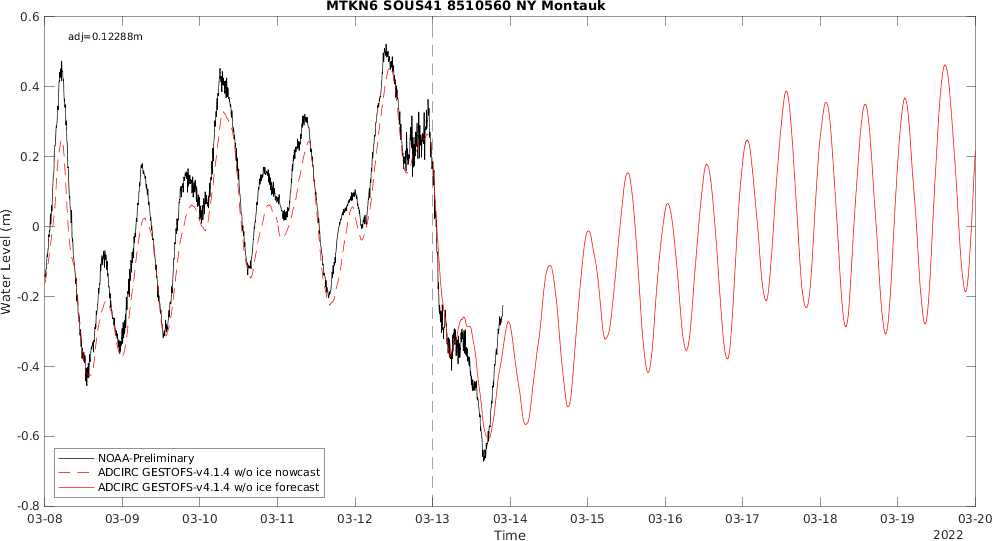 MTKN6 SOUS41 8510560 NY Montauk
adj=0.12288m
0.6
0.4
0.2
0
-0.2
-0.4
-0.6
-0.8
Water Level (m)
NOAA-Preliminary
ADCIRC GESTOFS-v4.1.4 w/o ice nowcast
ADCIRC GESTOFS-v4.1.4 w/o ice forecast
03-08 03-09 03-10 03-11 03-12 03-13 03-14 03-15 03-16 03-17 03-18 03-19 03-20
Time
2022